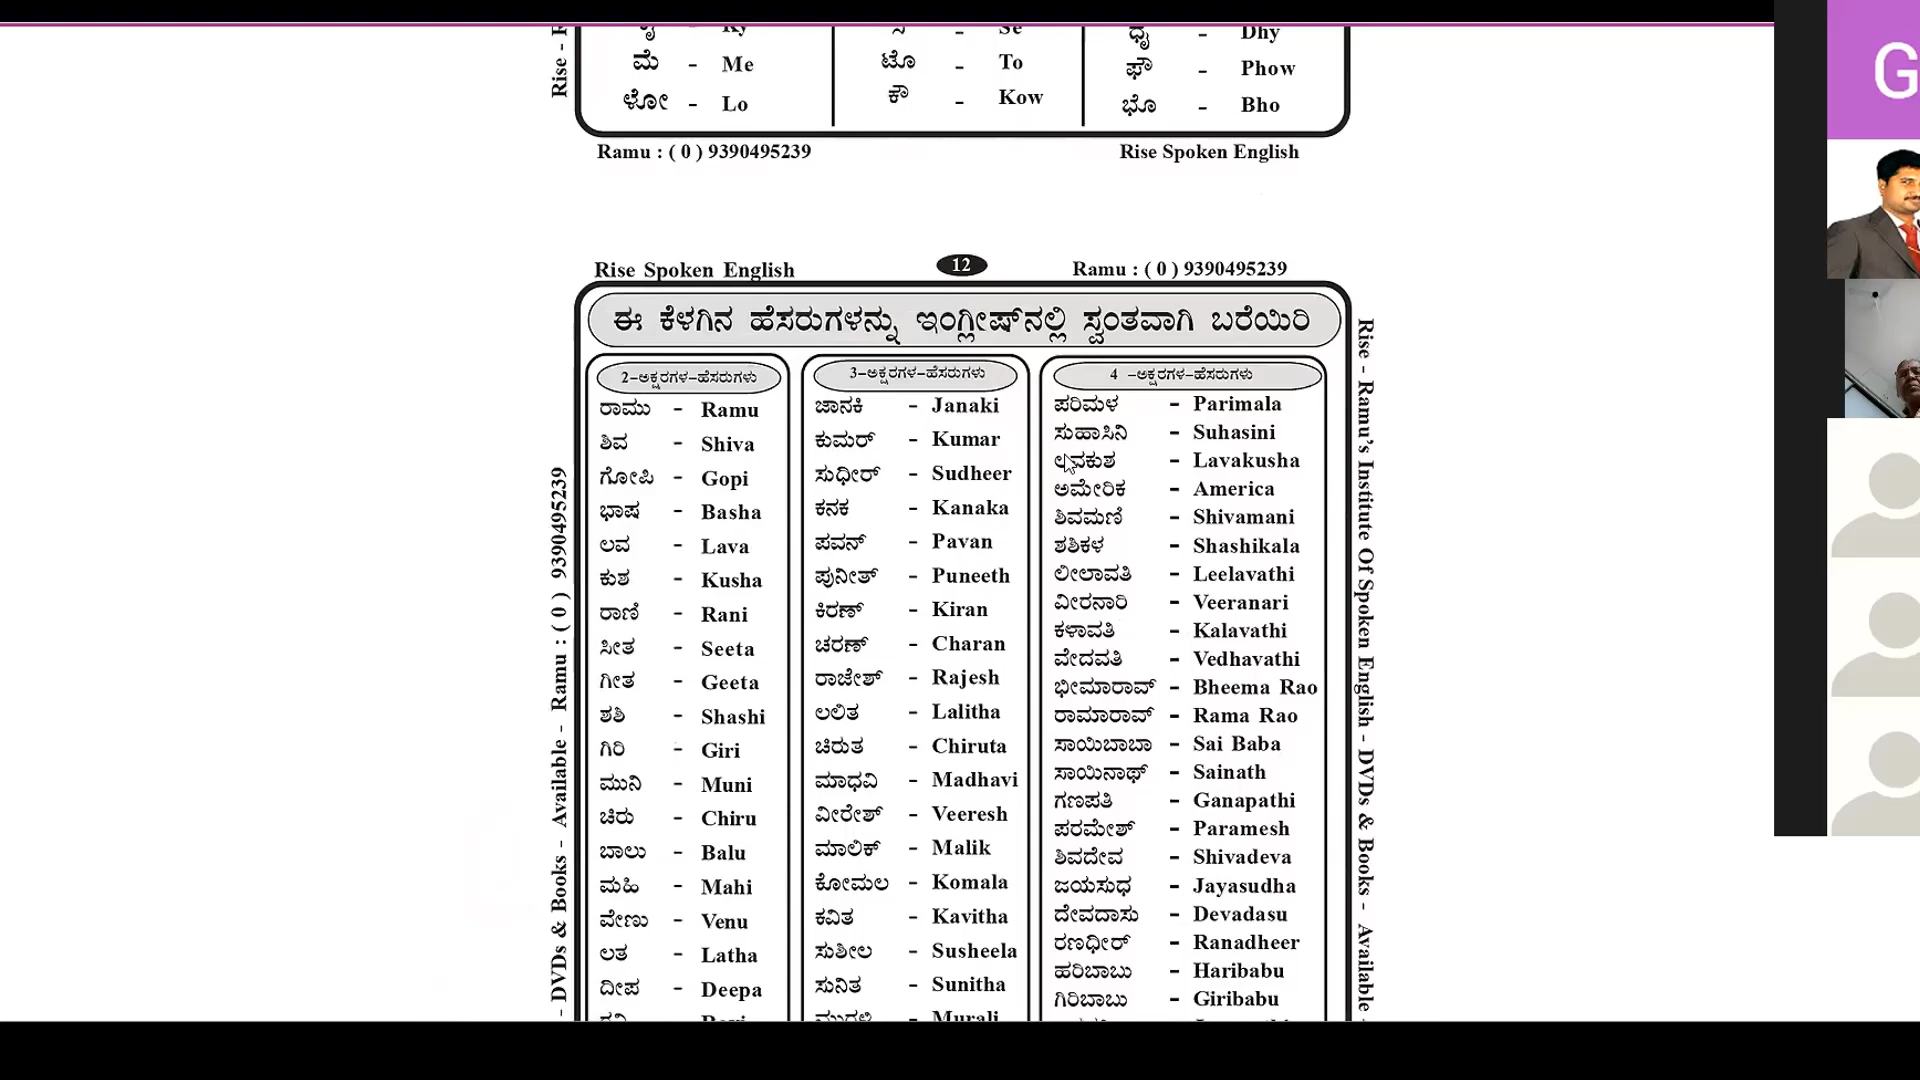 ಮೆ - Me
ಳೋ - Lo
Se
ಟೊ - To
ಕೌ - Kow
ಧೃ - Dhy
ಫೌ - Phow
ಭೊ - Bho
Ramu : ( 0 ) 9390495239 Rise Spoken English
Rise Spoken English 12 Ramu : ( 0 ) 9390495239
ಈ ಕೆಳಗಿನ ಹೆಸರುಗಳನ್ನು ಇಂಗ್ಲೀಷ್‌ನಲ್ಲಿ ಸ್ವಂತವಾಗಿ ಬರೆಯಿರಿ
2-ಅಕ್ಷರಗಳ-ಹೆಸರುಗಳು
ರಾಮು - Ramu
ಶಿವ - Shiva
ಗೋಪಿ - Gopi
ಭಾಷ - Basha
ಲವ - Lava
ಕುಶ - Kusha
ರಾಣಿ - Rani
ಸೀತ - Seeta
ಗೀತ - Geeta
ಶಶಿ - Shashi
ಗಿರಿ - Giri
ಮುನಿ - Muni
ಚಿರು - Chiru
ಬಾಲು - Balu
ಮಹಿ - Mahi
ವೇಣು - Venu
ಲತ - Latha
ದೀಪ - Deepa
3-ಅಕ್ಷರಗಳ-ಹೆಸರುಗಳು
ಜಾನಕಿ - Janaki
ಕುಮರ್ - Kumar
ಸುಧೀರ್ - Sudheer
ಕನಕ - Kanaka
ಪವನ್ - Pavan
ಪುನೀತ್ - Puneeth
ಕಿರಣ್ - Kiran
ಚರಣ್ - Charan
ರಾಜೇಶ್ - Rajesh
ಲಲಿತ - Lalitha
ಚಿರುತ - Chiruta
ಮಾಧವಿ - Madhavi
ವೀರೇಶ್ - Veeresh
ಮಾಲಿಕ್ - Malik
ಕೋಮಲ - Komala
ಕವಿತ - Kavitha
ಸುಶೀಲ - Susheela
ಸುನಿತ - Sunitha
ಮುರಳಿ - Murali
4 -ಅಕ್ಷರಗಳ-ಹೆಸರುಗಳು
ಪರಿಮಳ - Parimala
ಸುಹಾಸಿನಿ - Suhasini
ಲವಕುಶ - Lavakusha
ಅಮೇರಿಕ - America
ಶಿವಮಣಿ - Shivamani
ಶಶಿಕಳ - Shashikala
ಲೀಲಾವತಿ - Leelavathi
ವೀರನಾರಿ - Veeranari
ಕಳಾವತಿ - Kalavathi
ವೇದವತಿ - Vedhavathi
ಭೀಮಾರಾವ್ - Bheema Rao
ರಾಮಾರಾವ್ - Rama Rao
ಸಾಯಿಬಾಬಾ - Sai Baba
ಸಾಯಿನಾಥ್ - Sainath
ಗಣಪತಿ - Ganapathi
ಪರಮೇಶ್ - Paramesh
ಶಿವದೇವ - Shivadeva
ಜಯಸುಧ - Jayasudha
ದೇವದಾಸು - Devadasu
ರಣಧೀರ್ - Ranadheer
ಹರಿಬಾಬು - Haribabu
ಗಿರಿಬಾಬು - Giribabu
- DVDs & Books - Available - Ramu : ( 0 ) 9390495239
Rise - Ramu's Institute Of Spoken English - DVDs & Books - Available -
Rise -
G